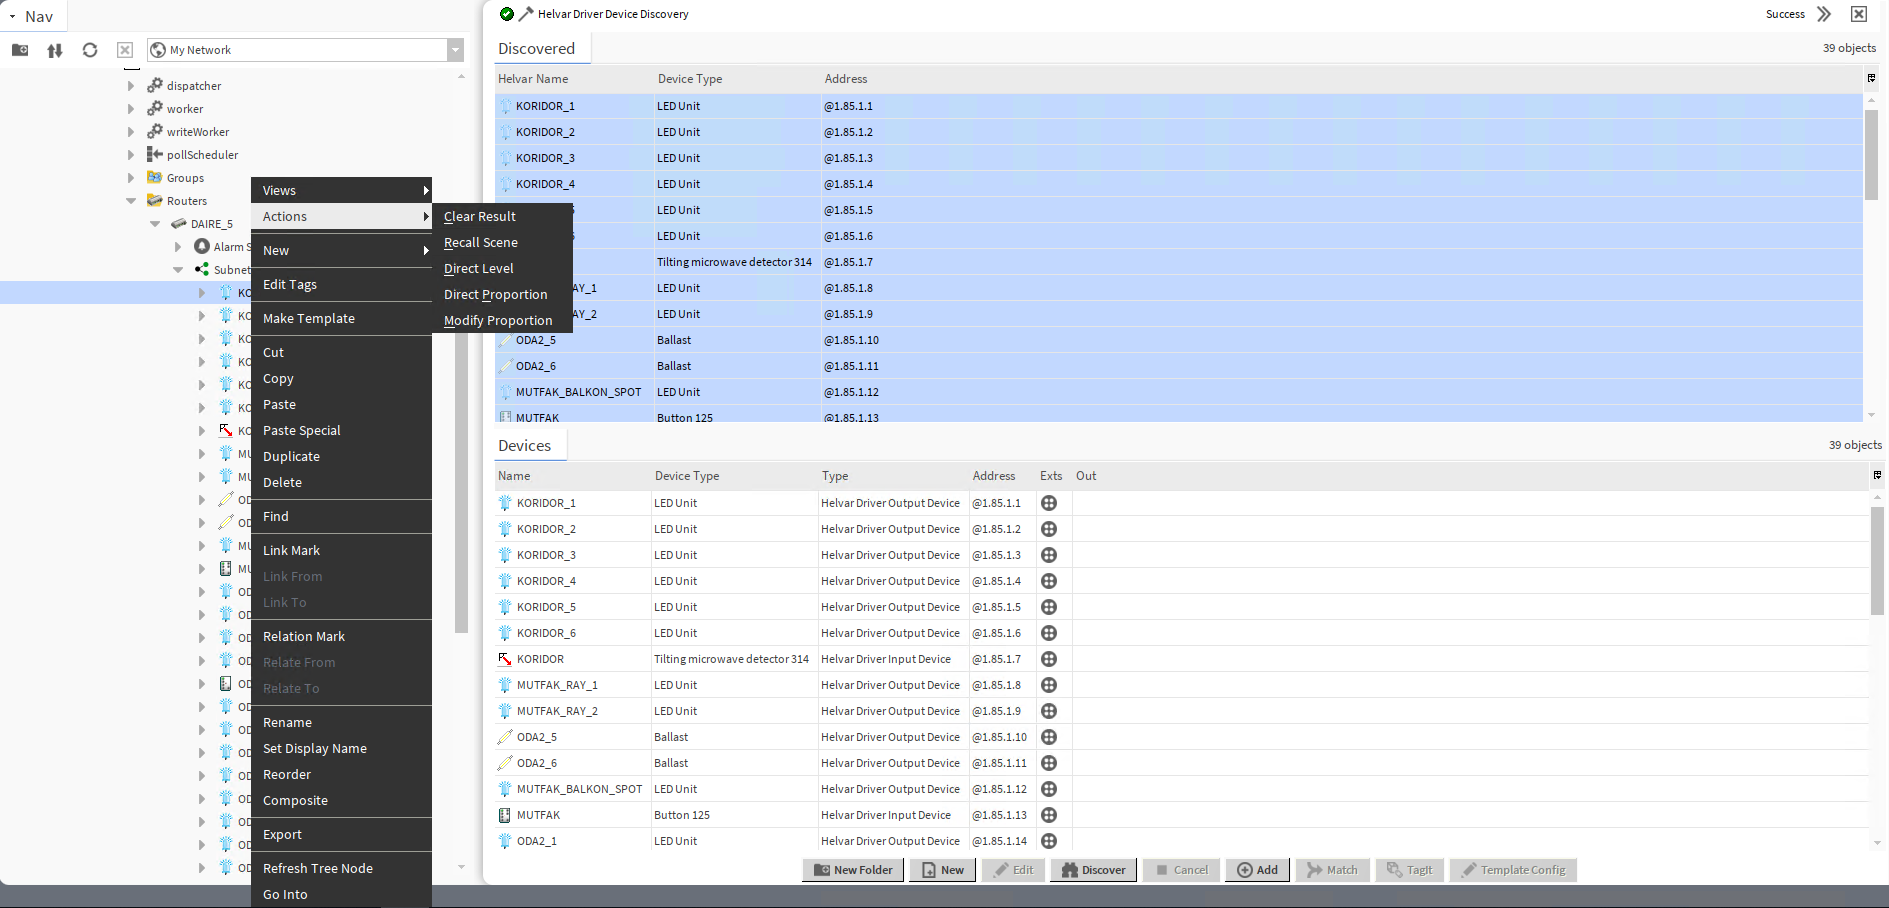 Nav
My Network
dispatcher
worker
writeWorker
pollScheduler
Groups
Routers
DAIRE_5
Alarm S
Subnet
KO
KO
KO
KO
KO
KO
KO
MU
MU
OD
OD
MU
MU
OD
OD
OD
OD
OD
OD
OD
OD
OD
OD
OD
OD
OD
Views
Actions
New
Edit Tags
Make Template
Cut
Copy
Paste
Paste Special
Duplicate
Delete
Find
Link Mark
Link From
Link To
Relation Mark
Relate From
Relate To
Rename
Set Display Name
Reorder
Composite
Export
Refresh Tree Node
Go Into
Clear Result
Recall Scene
Direct Level
Direct Proportion
Modify Proportion
Helvar Driver Device Discovery
Success
Discovered
39 objects
Helvar Name Device Type Address
KORIDOR_1 LED Unit @1.85.1.1
KORIDOR_2 LED Unit @1.85.1.2
KORIDOR_3 LED Unit @1.85.1.3
KORIDOR_4 LED Unit @1.85.1.4
LED Unit @1.85.1.5
LED Unit @1.85.1.6
Tilting microwave detector 314 @1.85.1.7
AY_1 LED Unit @1.85.1.8
AY_2 LED Unit @1.85.1.9
ODA2_5 Ballast @1.85.1.10
ODA2_6 Ballast @1.85.1.11
MUTFAK_BALKON_SPOT LED Unit @1.85.1.12
MUTFAK Button 125 @1.85.1.13
Devices
39 objects
Name Device Type Type Address Exts Out
KORIDOR_1 LED Unit Helvar Driver Output Device @1.85.1.1
KORIDOR_2 LED Unit Helvar Driver Output Device @1.85.1.2
KORIDOR_3 LED Unit Helvar Driver Output Device @1.85.1.3
KORIDOR_4 LED Unit Helvar Driver Output Device @1.85.1.4
KORIDOR_5 LED Unit Helvar Driver Output Device @1.85.1.5
KORIDOR_6 LED Unit Helvar Driver Output Device @1.85.1.6
KORIDOR Tilting microwave detector 314 Helvar Driver Input Device @1.85.1.7
MUTFAK_RAY_1 LED Unit Helvar Driver Output Device @1.85.1.8
MUTFAK_RAY_2 LED Unit Helvar Driver Output Device @1.85.1.9
ODA2_5 Ballast Helvar Driver Output Device @1.85.1.10
ODA2_6 Ballast Helvar Driver Output Device @1.85.1.11
MUTFAK_BALKON_SPOT LED Unit Helvar Driver Output Device @1.85.1.12
MUTFAK Button 125 Helvar Driver Input Device @1.85.1.13
ODA2_1 LED Unit Helvar Driver Output Device @1.85.1.14
New Folder New Edit Discover Cancel Add Match TagIt Template Config